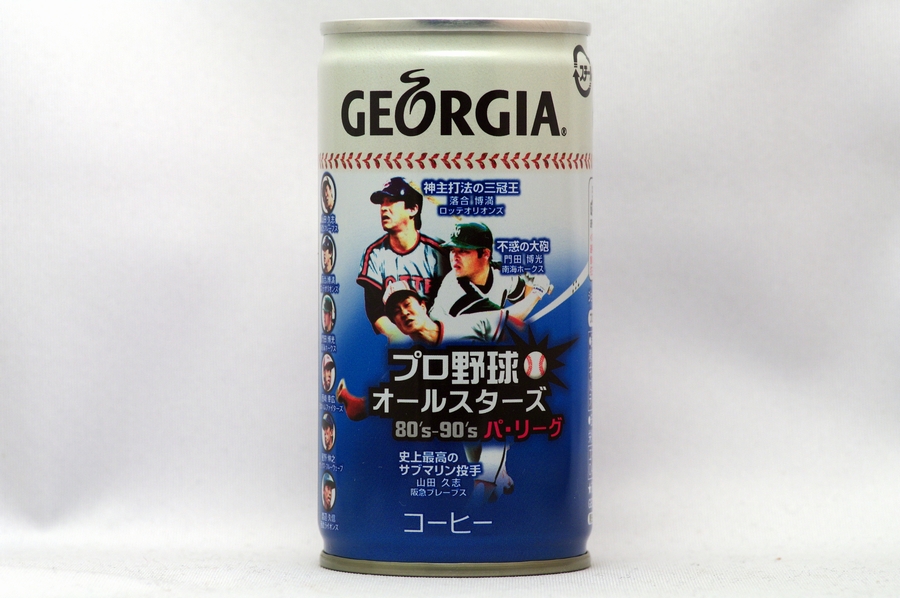 GEORGIA®
神主打法の三冠王
落合 博満
ロッテオリオンズ
不惑の大砲
門田 博光
南海ホークス
プロ野球
オールスターズ
80's-90's パ・リーグ
史上最高の
サブマリン投手
山田 久志
阪急ブレーブス
コーヒー